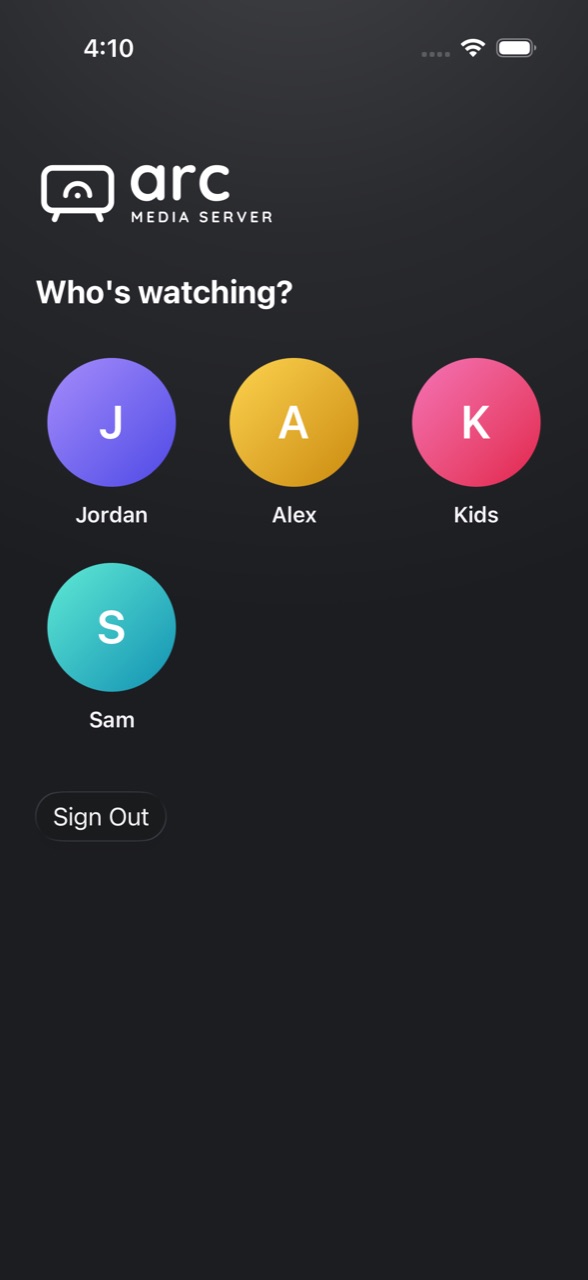 4:10
arc
MEDIA SERVER
Who's watching?
J A K
Jordan Alex Kids
S
Sam
Sign Out